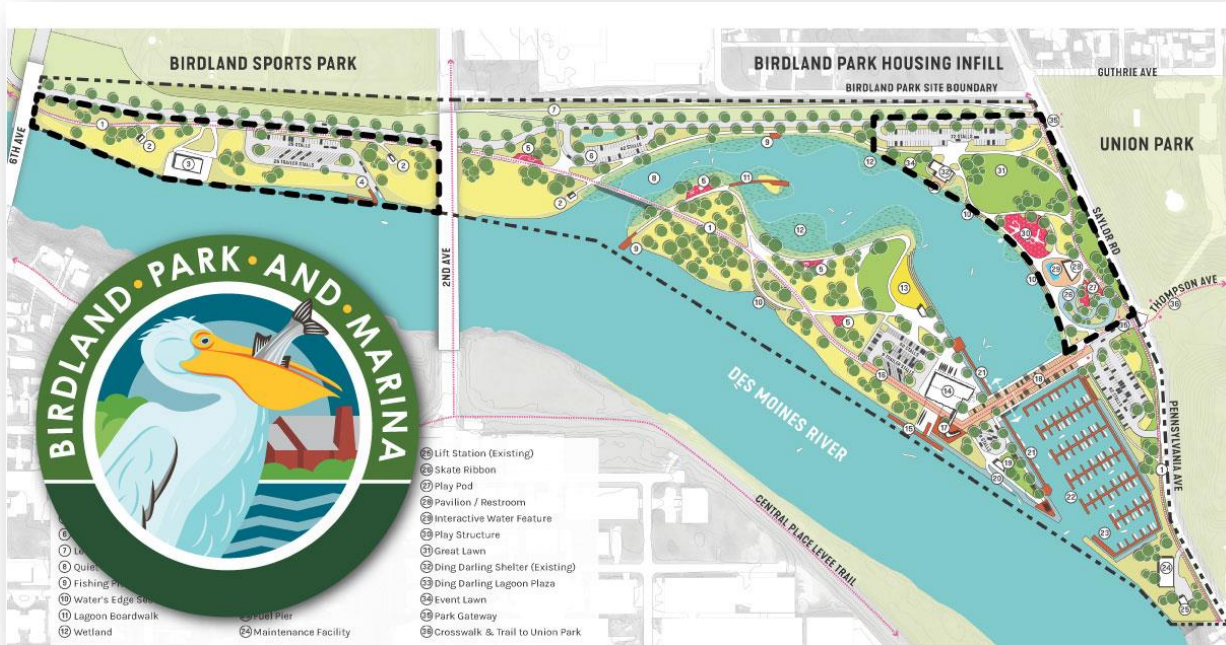 BIRDLAND SPORTS PARK
BIRDLAND PARK HOUSING INFILL
BIRDLAND PARK SITE BOUNDARY
GUTHRIE AVE
UNION PARK
6TH AVE
2ND AVE
SAYLOR RD
THOMPSON AVE
PENNSYLVANIA AVE
DES MOINES RIVER
CENTRAL PLACE LEVEE TRAIL
BIRDLAND • PARK • AND • MARINA
6
7
8 Quiet
9 Fishing
10 Water's Edge
11 Lagoon Boardwalk
12 Wetland
Fuel Pier
24 Maintenance Facility
25 Lift Station (Existing)
26 Skate Ribbon
27 Play Pod
28 Pavilion / Restroom
29 Interactive Water Feature
30 Play Structure
31 Great Lawn
32 Ding Darling Shelter (Existing)
33 Ding Darling Lagoon Plaza
34 Event Lawn
35 Park Gateway
36 Crosswalk & Trail to Union Park